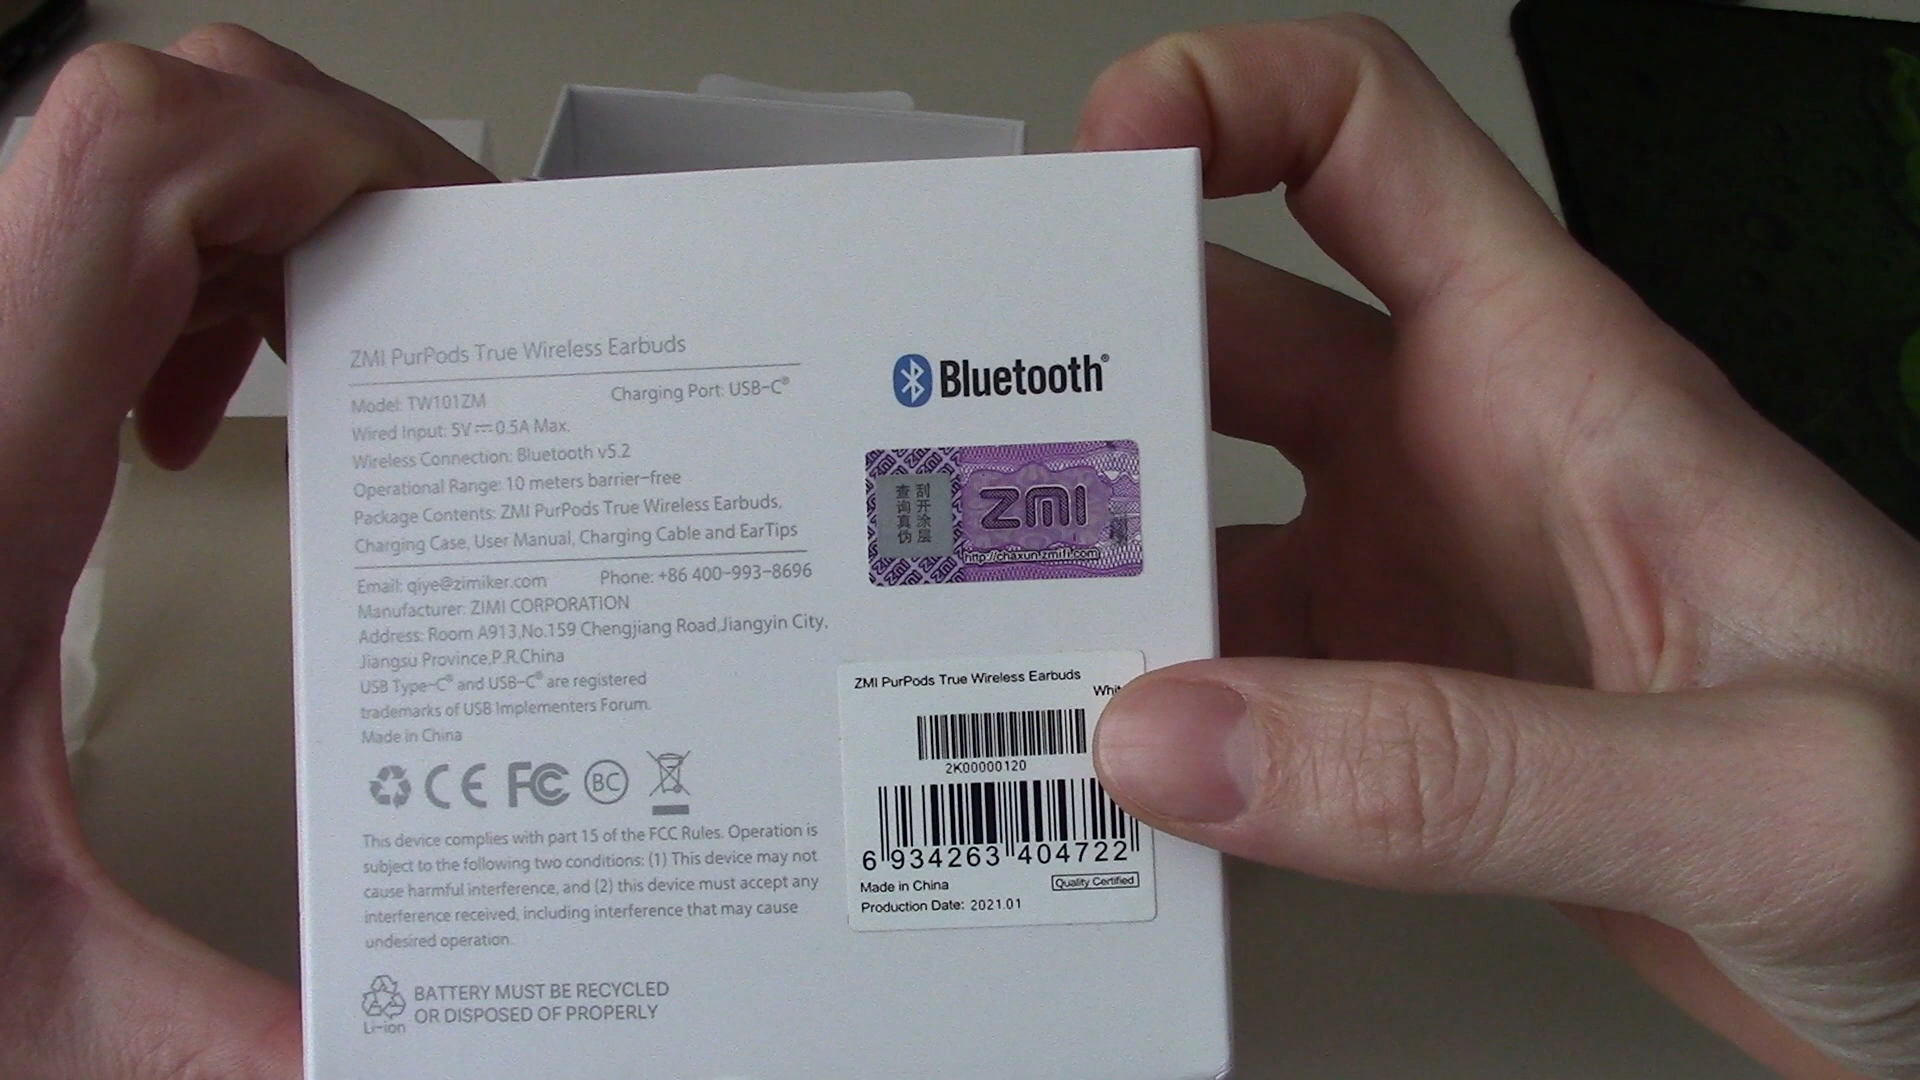 ZMI PurPods True Wireless Earbuds
Model: TW101ZM Charging Port: USB-C®
Wired Input: 5V⎓0.5A Max.
Wireless Connection: Bluetooth v5.2
Operational Range: 10 meters barrier-free
Package Contents: ZMI PurPods True Wireless Earbuds,
Charging Case, User Manual, Charging Cable and EarTips
Email: qiye@zimiker.com Phone: +86 400-993-8696
Manufacturer: ZIMI CORPORATION
Address: Room A913,No.159 Chengjiang Road,Jiangyin City,
Jiangsu Province,P.R.China
USB Type-C® and USB-C® are registered
trademarks of USB Implementers Forum.
Made in China
CE FC BC
This device complies with part 15 of the FCC Rules. Operation is
subject to the following two conditions: (1) This device may not
cause harmful interference, and (2) this device must accept any
interference received, including interference that may cause
undesired operation.
Li-ion
BATTERY MUST BE RECYCLED
OR DISPOSED OF PROPERLY
Bluetooth®
刮开涂层
查询真伪
ZMI
http://chaxun.zmifi.com
ZMI PurPods True Wireless Earbuds
2K00000120
6 934263 404722
Made in China
Quality Certified
Production Date: 2021.01